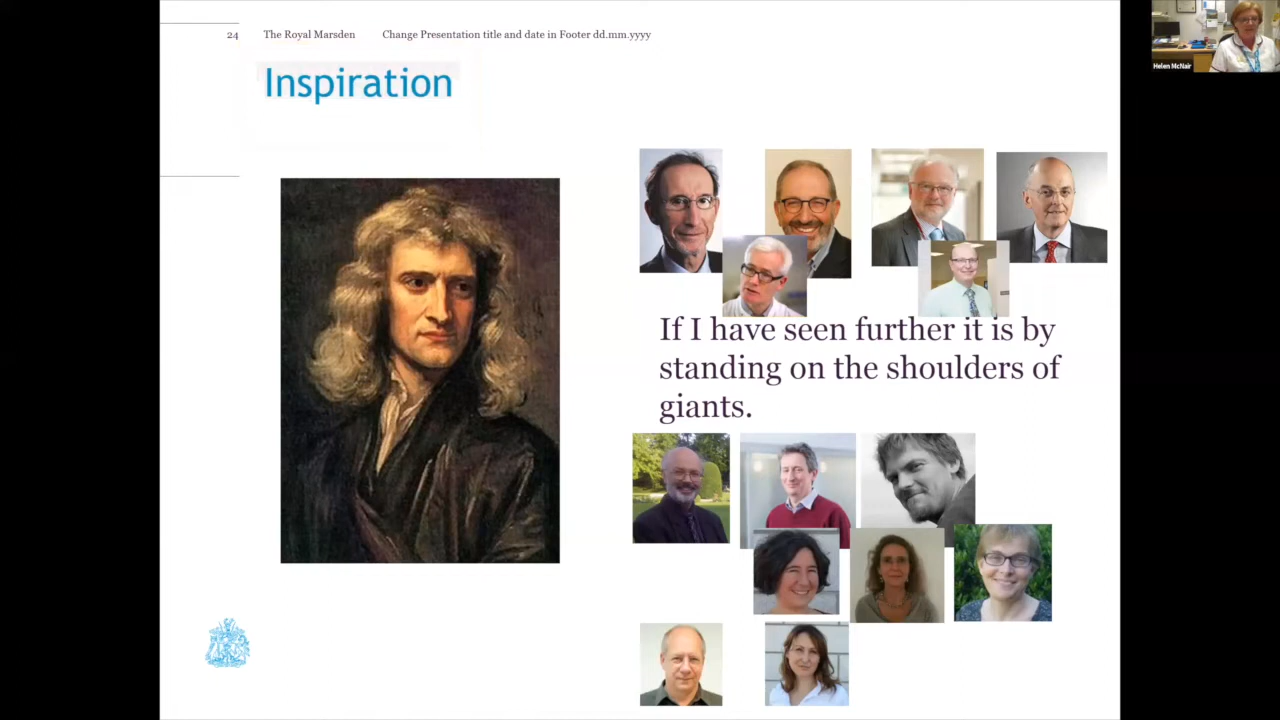 24 The Royal Marsden Change Presentation title and date in Footer dd.mm.yyyy
Helen McNair
Inspiration
If I have seen further it is by
standing on the shoulders of
giants.